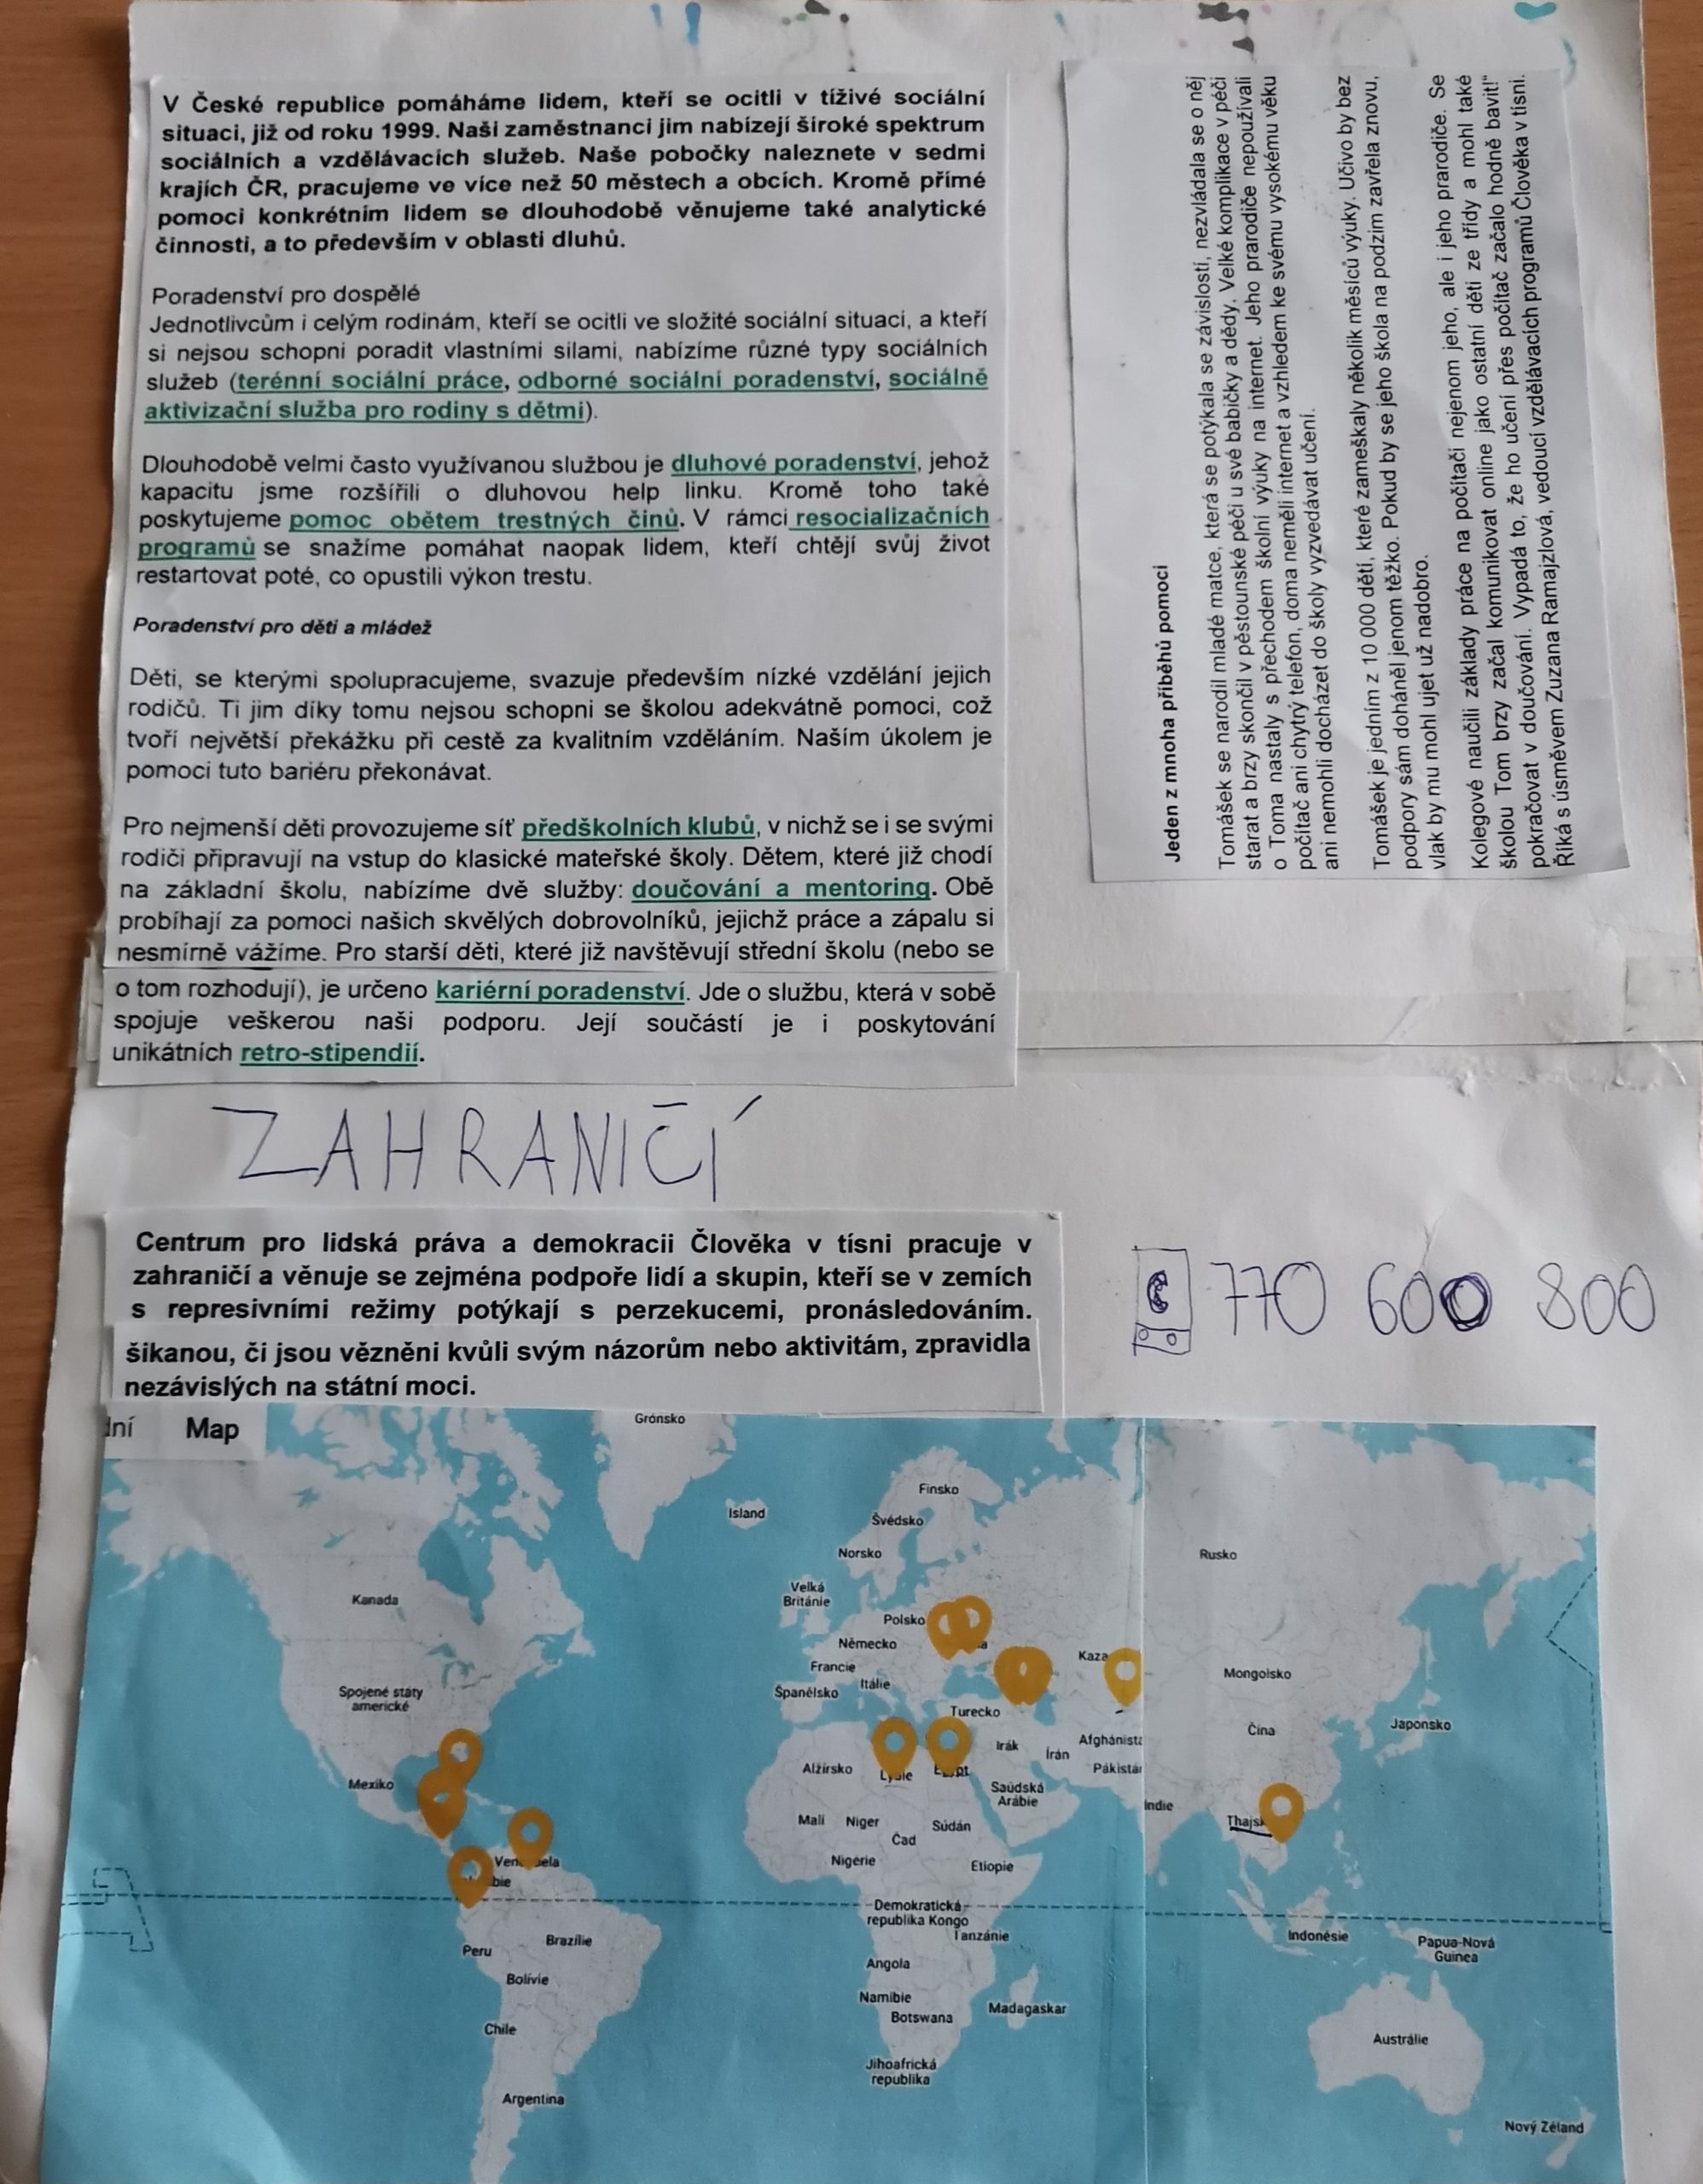 V České republice pomáháme lidem, kteří se ocitli v tíživé sociální
situaci, již od roku 1999. Naši zaměstnanci jim nabízejí široké spektrum
sociálních a vzdělávacích služeb. Naše pobočky naleznete v sedmi
krajích ČR, pracujeme ve více než 50 městech a obcích. Kromě přímé
pomoci konkrétním lidem se dlouhodobě věnujeme také analytické
činnosti, a to především v oblasti dluhů.
Poradenství pro dospělé
Jednotlivcům i celým rodinám, kteří se ocitli ve složité sociální situaci, a kteří
si nejsou schopni poradit vlastními silami, nabízíme různé typy sociálních
služeb (terénní sociální práce, odborné sociální poradenství, sociálně
aktivizační služba pro rodiny s dětmi).
Dlouhodobě velmi často využívanou službou je dluhové poradenství, jehož
kapacitu jsme rozšířili o dluhovou help linku. Kromě toho také
poskytujeme pomoc obětem trestných činů. V rámci resocializačních
programů se snažíme pomáhat naopak lidem, kteří chtějí svůj život
restartovat poté, co opustili výkon trestu.
Poradenství pro děti a mládež
Děti, se kterými spolupracujeme, svazuje především nízké vzdělání jejich
rodičů. Ti jim díky tomu nejsou schopni se školou adekvátně pomoci, což
tvoří největší překážku při cestě za kvalitním vzděláním. Naším úkolem je
pomoci tuto bariéru překonávat.
Pro nejmenší děti provozujeme síť předškolních klubů, v nichž se i se svými
rodiči připravují na vstup do klasické mateřské školy. Dětem, které již chodí
na základní školu, nabízíme dvě služby: doučování a mentoring. Obě
probíhají za pomoci našich skvělých dobrovolníků, jejichž práce a zápalu si
nesmírně vážíme. Pro starší děti, které již navštěvují střední školu (nebo se
o tom rozhodují), je určeno kariérní poradenství. Jde o službu, která v sobě
spojuje veškerou naši podporu. Její součástí je i poskytování
unikátních retro-stipendií.
Jeden z mnoha příběhů pomoci
Tomášek se narodil mladé matce, která se potýkala se závislostí, nezvládala se o něj
starat a brzy skončil v pěstounské péči u své babičky a dědy. Velké komplikace v péči
o Toma nastaly s přechodem školní výuky na internet. Jeho prarodiče nepoužívali
počítač ani chytrý telefon, doma neměli internet a vzhledem ke svému vysokému věku
ani nemohli docházet do školy vyzvedávat učení.
Tomášek je jedním z 10 000 dětí, které zameškaly několik měsíců výuky. Učivo by bez
podpory sám doháněl jenom těžko. Pokud by se jeho škola na podzim zavřela znovu,
vlak by mu mohl ujet už nadobro.
Kolegové naučili základy práce na počítači nejenom jeho, ale i jeho prarodiče. Se
školou Tom brzy začal komunikovat online jako ostatní děti ze třídy a mohl také
pokračovat v doučování. Vypadá to, že ho učení přes počítač začalo hodně bavit!"
Říká s úsměvem Zuzana Ramajzlová, vedoucí vzdělávacích programů Člověka v tísni.
ZAHRANIČÍ
Centrum pro lidská práva a demokracii Člověka v tísni pracuje v
zahraničí a věnuje se zejména podpoře lidí a skupin, kteří se v zemích
s represivními režimy potýkají s perzekucemi, pronásledováním.
šikanou, či jsou vězněni kvůli svým názorům nebo aktivitám, zpravidla
nezávislých na státní moci.
770 600 800
dní Map
Grónsko
Island
Finsko
Švédsko
Norsko
Rusko
Velká
Británie
Kanada
Polsko
Německo
Francie
Kaza
Mongolsko
Itálie
Španělsko
Spojené státy
americké
Turecko
Čína
Japonsko
Irák
Írán
Afghánistá
Alžírsko
Pákistán
Mexiko
Saúdská
Arábie
Indie
Mali
Niger
Súdán
Čad
Thajsk
Nigérie
Etiopie
Demokratická
republika Kongo
Tanzánie
Indonésie
Papua-Nová
Guinea
Brazílie
Peru
Bolívie
Angola
Namibie
Botswana
Madagaskar
Chile
Austrálie
Jihoafrická
republika
Argentina
Nový Zéland